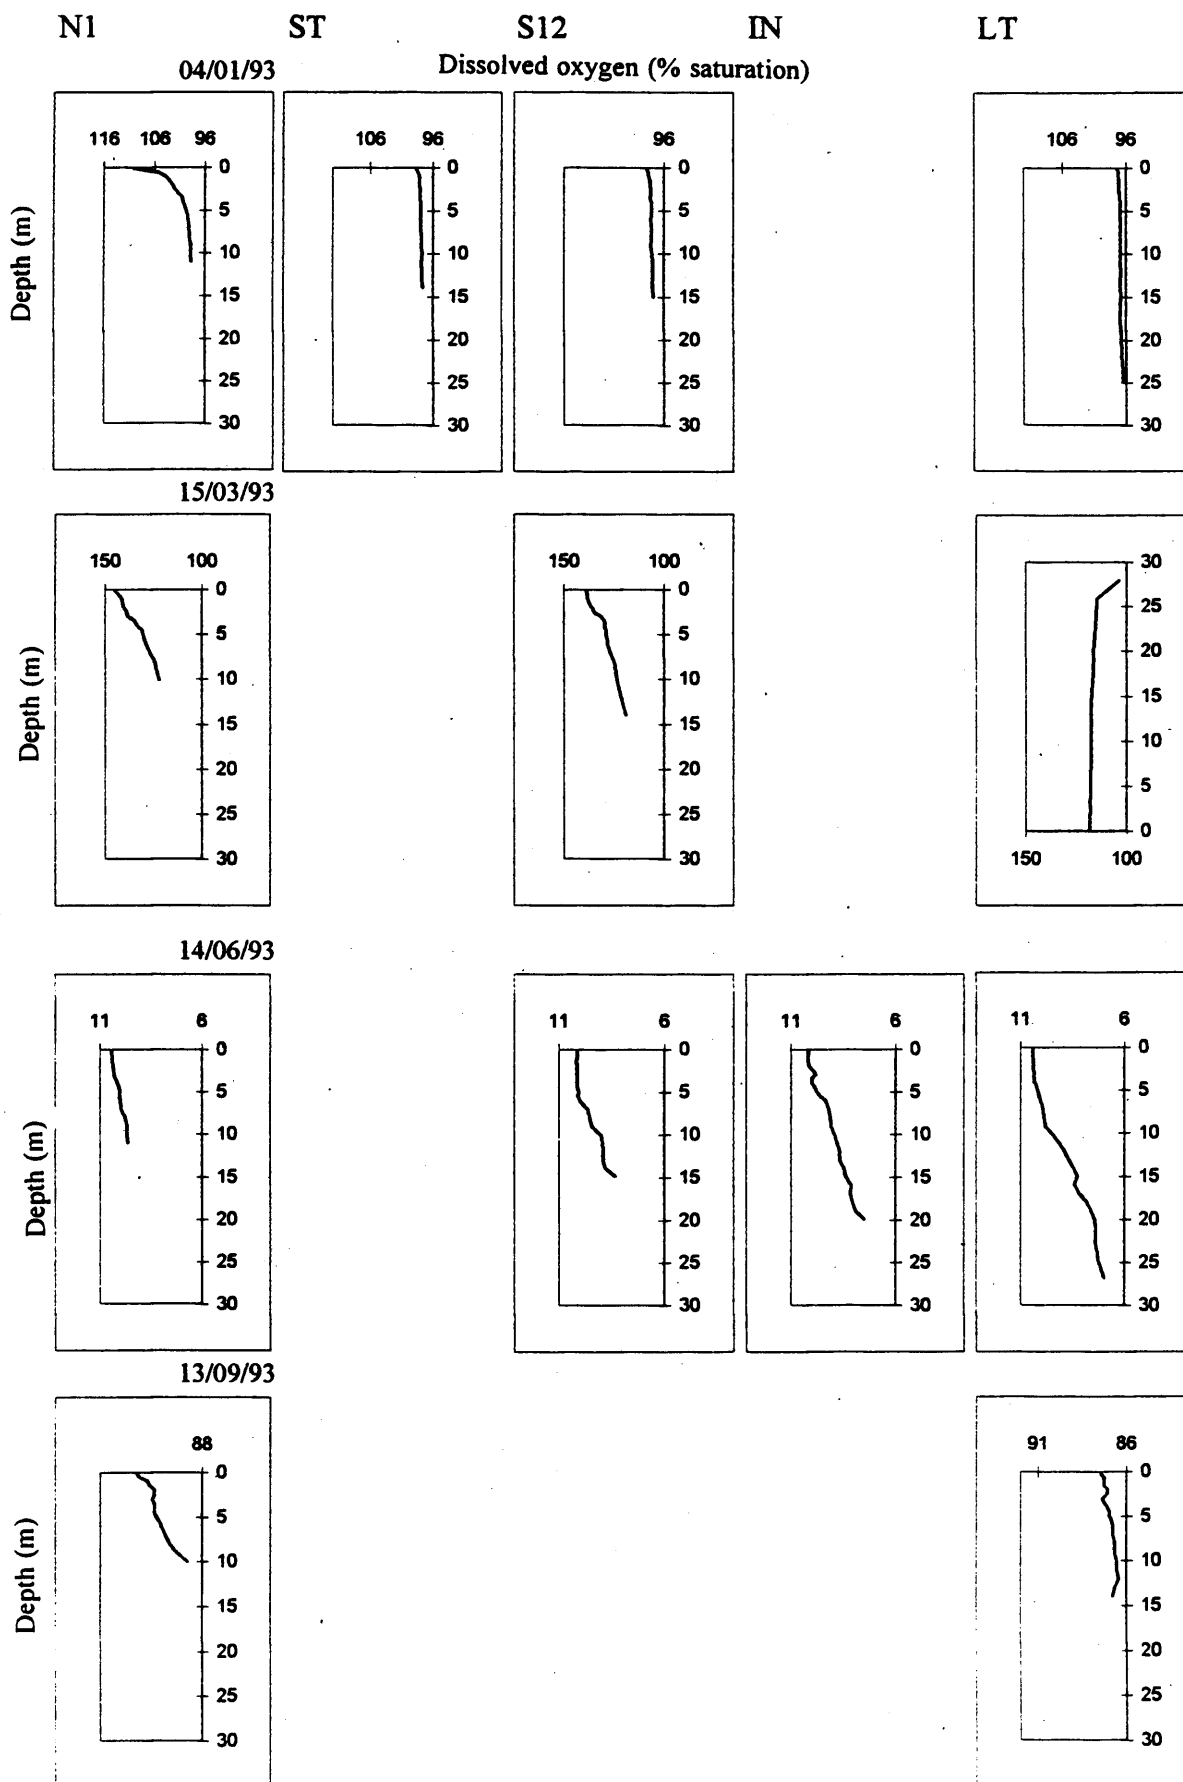 N1 ST S12 IN LT
04/01/93 Dissolved oxygen (% saturation)
116 106 96
106 96
96
106 96
Depth (m)
0 0 0 0
5 5 5 5
10 10 10 10
15 15 15 15
20 20 20 20
25 25 25 25
30 30 30 30
15/03/93
150 100
150 100
Depth (m)
0 0 30
5 5 25
10 10 20
15 15 15
20 20 10
25 25 5
30 30 0
150 100
14/06/93
11 6
11 6
11 6
11 6
Depth (m)
0 0 0 0
5 5 5 5
10 10 10 10
15 15 15 15
20 20 20 20
25 25 25 25
30 30 30 30
13/09/93
88
91 86
Depth (m)
0 0
5 5
10 10
15 15
20 20
25 25
30 30